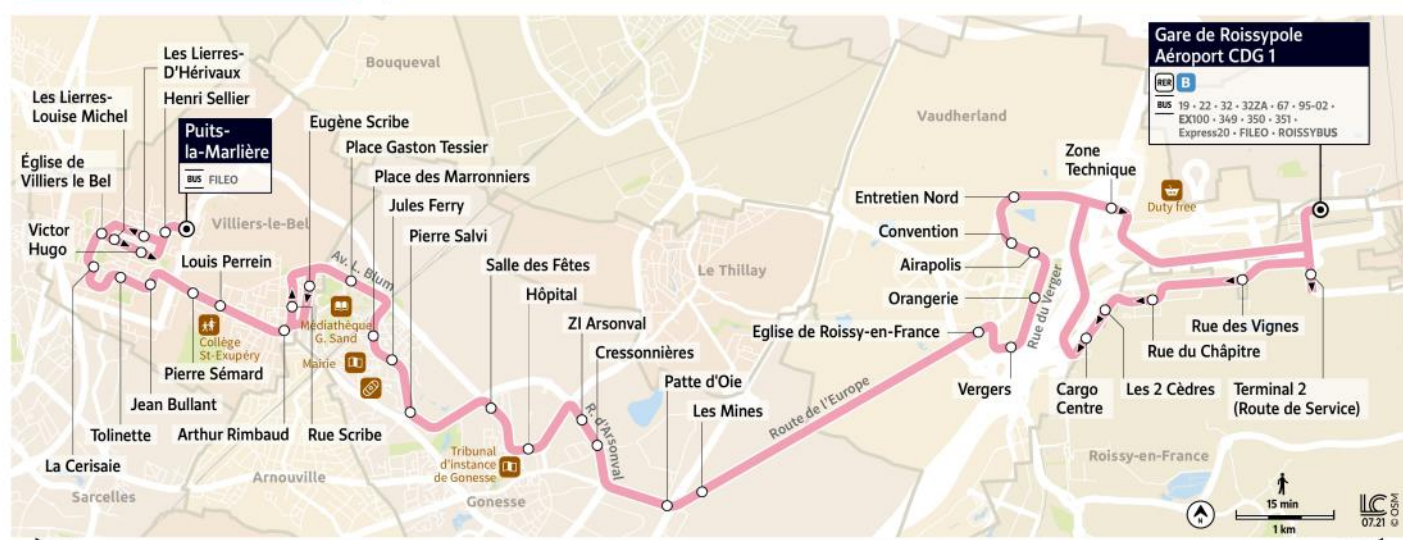 Les Lierres-
D'Hérivaux
Les Lierres-
Louise Michel
Henri Sellier
Puits-
la-Marlière
BUS FILEO
Église de
Villiers le Bel
Victor
Hugo
Villiers-le-Bel
Louis Perrein
Bouqueval
Eugène Scribe
Place Gaston Tessier
Place des Marronniers
Jules Ferry
Pierre Salvi
Av. L. Blum
Salle des Fêtes
Hôpital
ZI Arsonval
Cressonnières
Le Thillay
Patte d'Oie
Les Mines
Médiathèque
G. Sand
Mairie
Collège
St-Exupéry
Pierre Sémard
Jean Bullant
Tolinette
La Cerisaie
Arthur Rimbaud
Rue Scribe
Sarcelles
Arnouville
Tribunal
d'Instance
de Gonesse
Gonesse
R. d'Arsonval
Route de l'Europe
Vaudherland
Entretien Nord
Convention
Airapolis
Orangerie
Eglise de Roissy-en-France
Vergers
Rue du Verger
Zone
Technique
Duty free
Gare de Roissypole
Aéroport CDG 1
RER B
BUS 19 • 22 • 32 • 32ZA • 67 • 95-02 •
EX100 • 349 • 350 • 351 •
Express20 • FILEO • ROISSYBUS
Rue des Vignes
Rue du Châpitre
Les 2 Cèdres
Cargo
Centre
Terminal 2
(Route de Service)
Roissy-en-France
N
15 min
1 km
LC
07.21
© OSM